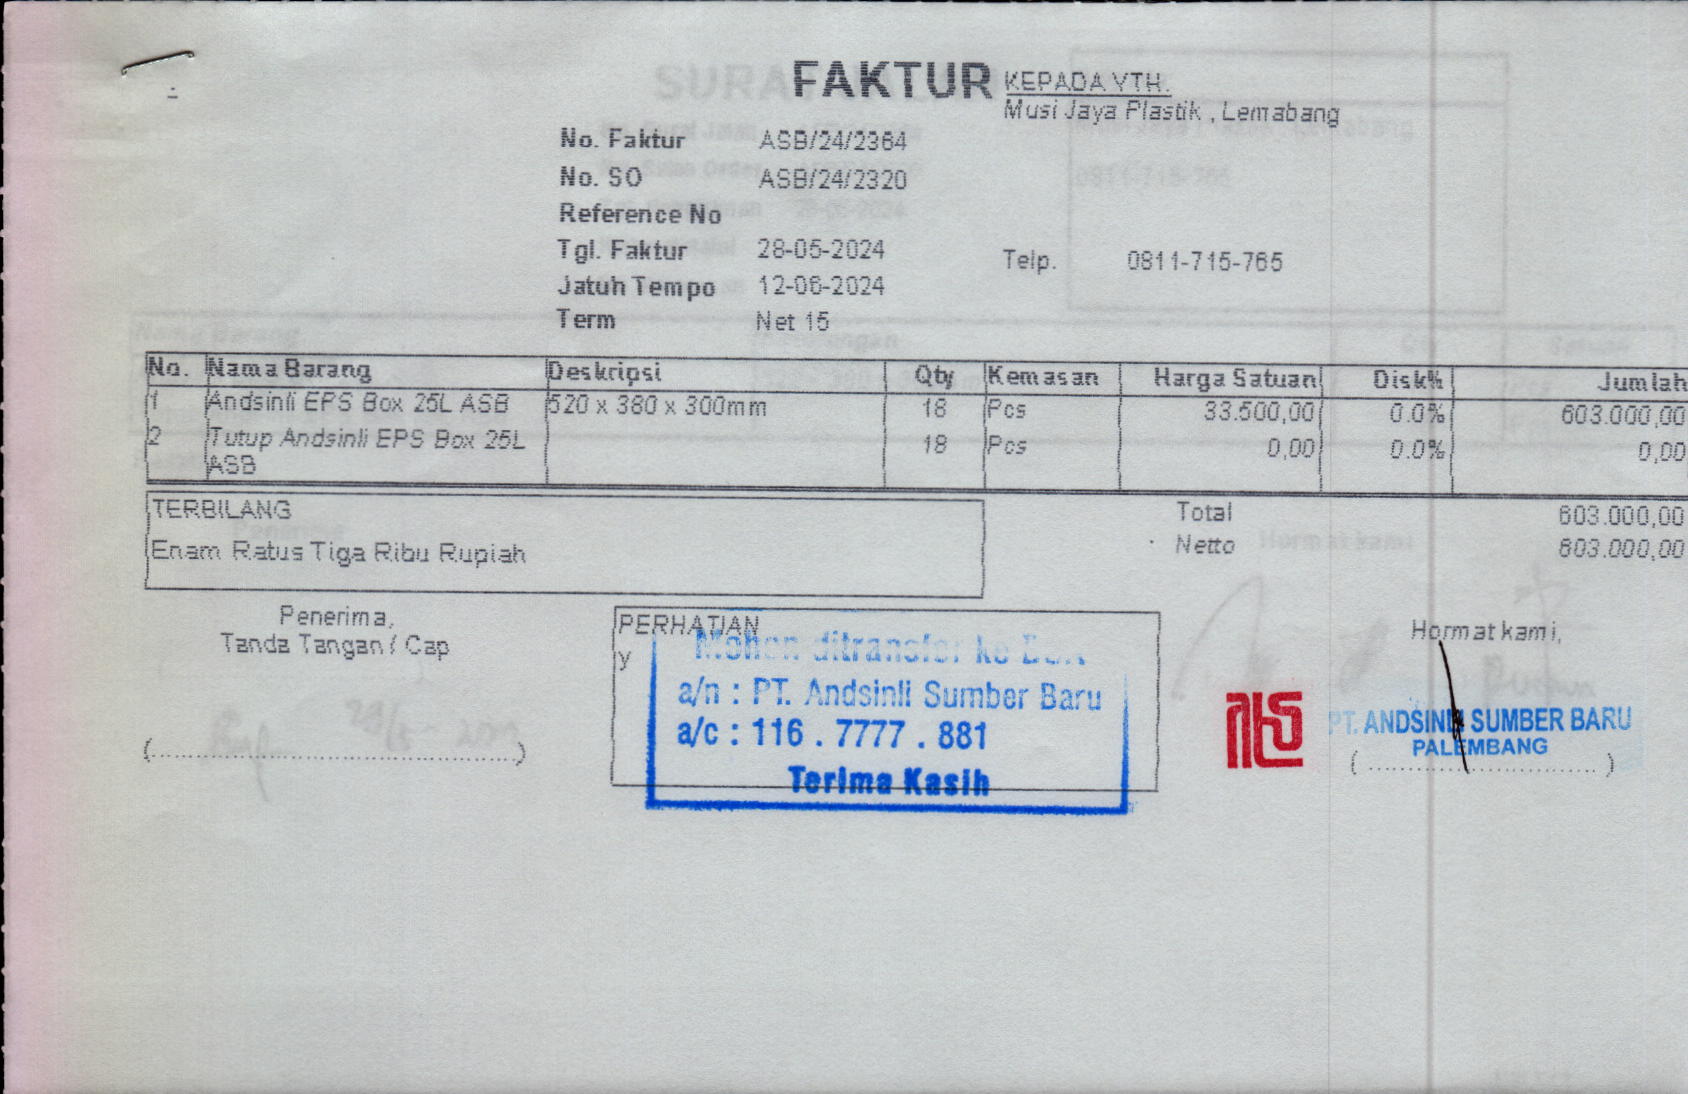 FAKTUR
KEPADA YTH.
Musi Jaya Plastik , Lemabang
No. Faktur ASB/24/2364
No. SO ASB/24/2320
Reference No
Tgl. Faktur 28-05-2024
Telp. 0811-715-765
Jatuh Tempo 12-06-2024
Term Net 15
No. Nama Barang Deskripsi Qty Kemasan Harga Satuan Disk% Jumlah
1 Andsinli EPS Box 25L ASB 520 x 380 x 300mm 18 Pcs 33.500,00 0.0% 603.000,00
2 Tutup Andsinli EPS Box 25L 18 Pcs 0,00 0.0% 0,00
ASB
TERBILANG
Enam Ratus Tiga Ribu Rupiah
Total 603.000,00
Netto 603.000,00
Penerima,
Tanda Tangan / Cap
PERHATIAN
y
Mohon ditransfer ke BCA
a/n : PT. Andsinli Sumber Baru
a/c : 116 . 7777 . 881
Terima Kasih
Hormat kami,
PT. ANDSINLI SUMBER BARU
PALEMBANG